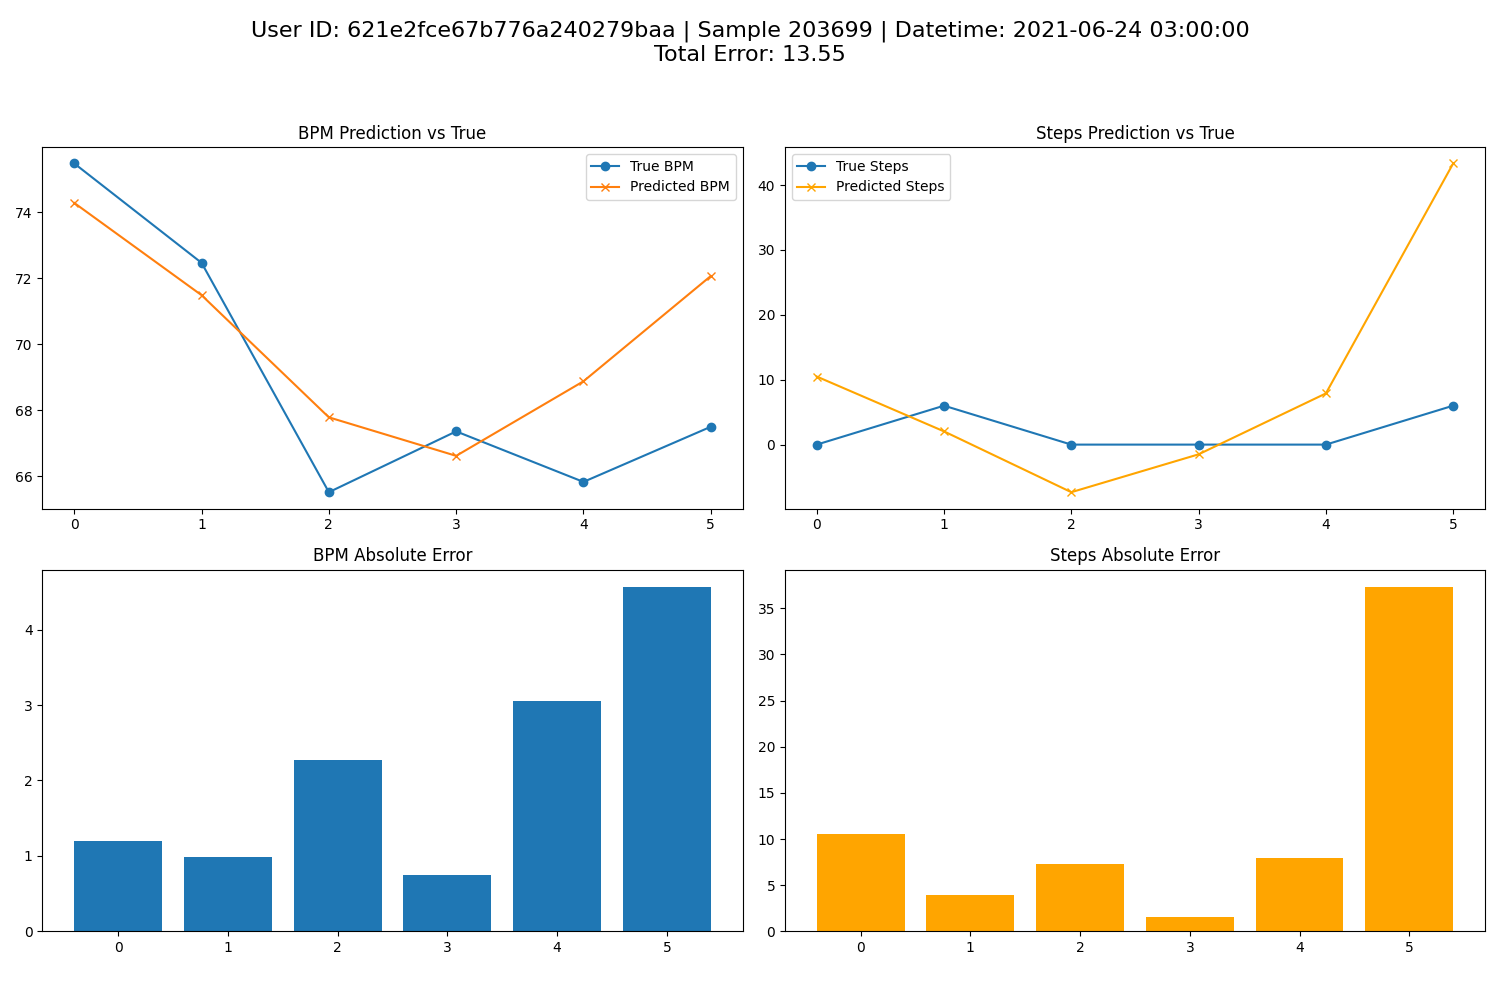 User ID: 621e2fce67b776a240279baa | Sample 203699 | Datetime: 2021-06-24 03:00:00
Total Error: 13.55
BPM Prediction vs True
True BPM
Predicted BPM
74
72
70
68
66
0 1 2 3 4 5
Steps Prediction vs True
True Steps
Predicted Steps
40
30
20
10
0
0 1 2 3 4 5
BPM Absolute Error
4
3
2
1
0
0 1 2 3 4 5
Steps Absolute Error
35
30
25
20
15
10
5
0
0 1 2 3 4 5